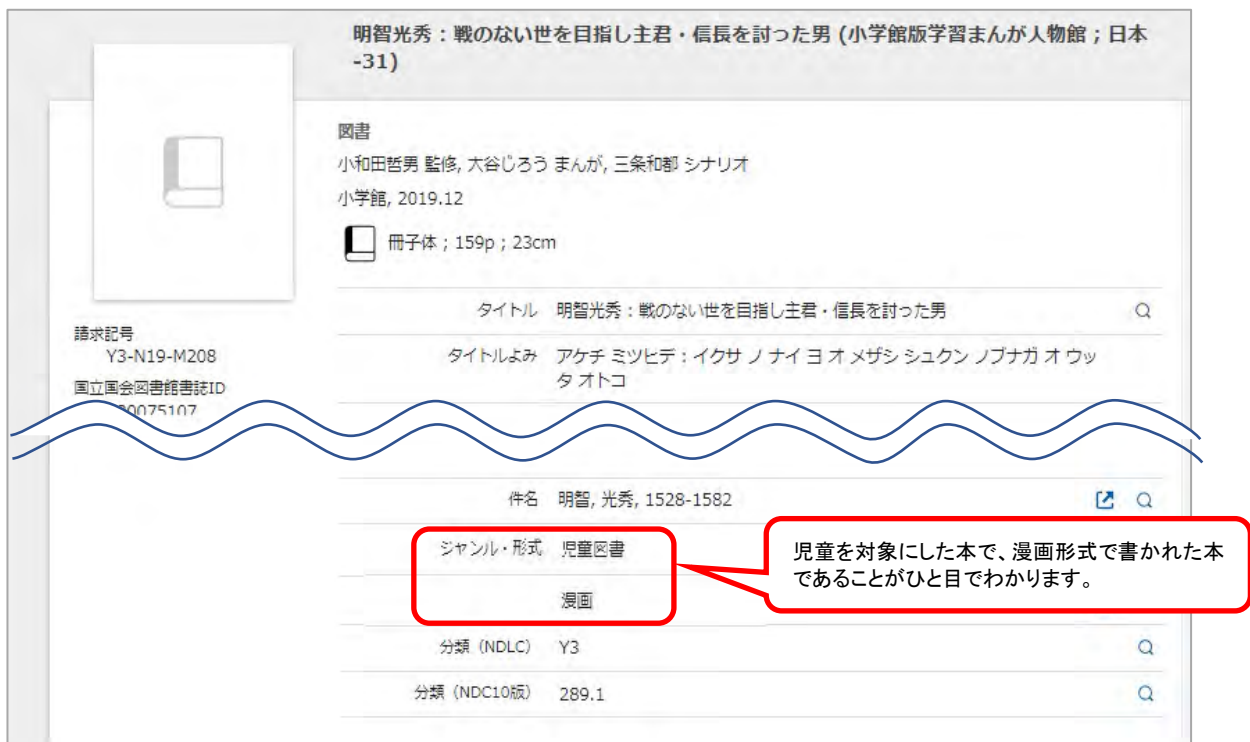 明智光秀：戦のない世を目指し主君・信長を討った男 (小学館版学習まんが人物館；日本
-31)
図書
小和田哲男 監修, 大谷じろう まんが, 三条和都 シナリオ
小学館, 2019.12
冊子体；159p；23cm
タイトル 明智光秀：戦のない世を目指し主君・信長を討った男
請求記号
Y3-N19-M208
国立国会図書館書誌ID
タイトルよみ アケチ ミツヒデ：イクサ ノ ナイ ヨ オ メザシ シュクン ノブナガ オ ウッ
タ オトコ
件名 明智, 光秀, 1528-1582
ジャンル・形式 児童図書
漫画
児童を対象にした本で、漫画形式で書かれた本
であることがひと目でわかります。
分類（NDLC） Y3
分類（NDC10版） 289.1